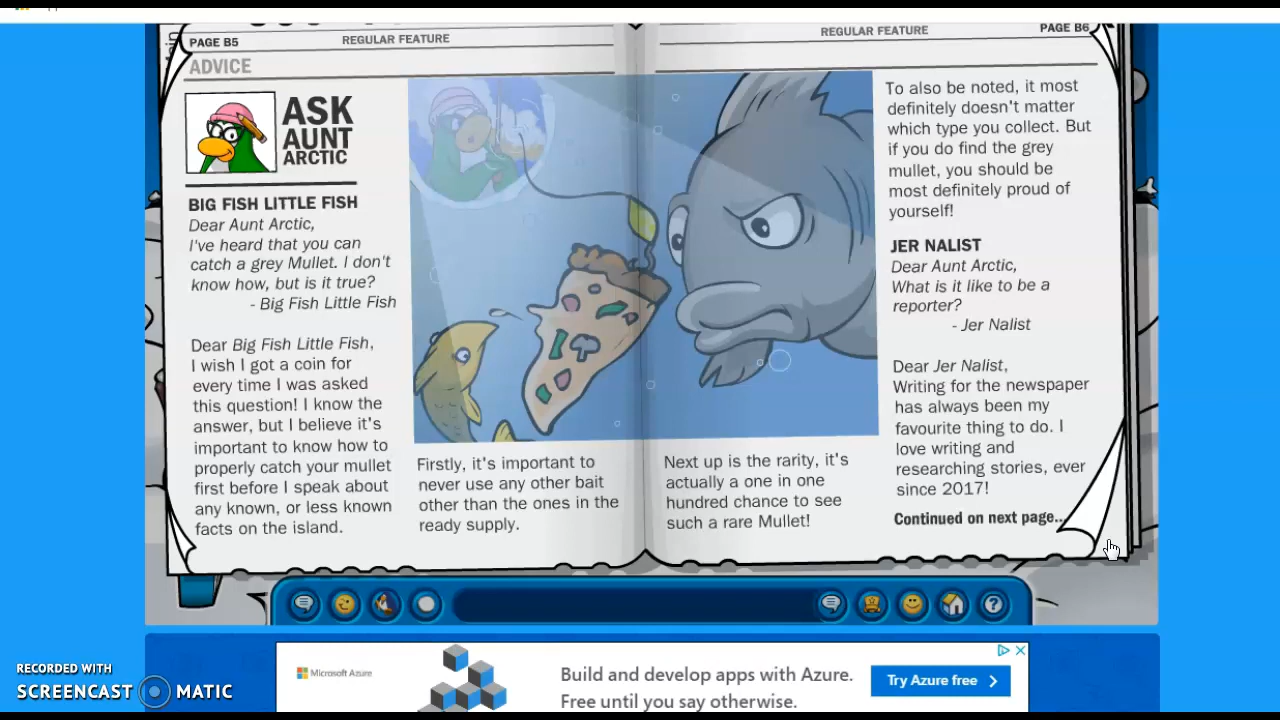 PAGE B5
REGULAR FEATURE
REGULAR FEATURE
PAGE B6
ADVICE
ASK
AUNT
ARCTIC
BIG FISH LITTLE FISH
Dear Aunt Arctic,
I've heard that you can
catch a grey Mullet. I don't
know how, but is it true?
- Big Fish Little Fish
Dear Big Fish Little Fish,
I wish I got a coin for
every time I was asked
this question! I know the
answer, but I believe it's
important to know how to
properly catch your mullet
first before I speak about
any known, or less known
facts on the island.
Firstly, it's important to
never use any other bait
other than the ones in the
ready supply.
Next up is the rarity, it's
actually a one in one
hundred chance to see
such a rare Mullet!
To also be noted, it most
definitely doesn't matter
which type you collect. But
if you do find the grey
mullet, you should be
most definitely proud of
yourself!
JER NALIST
Dear Aunt Arctic,
What is it like to be a
reporter?
- Jer Nalist
Dear Jer Nalist,
Writing for the newspaper
has always been my
favourite thing to do. I
love writing and
researching stories, ever
since 2017!
Continued on next page...
Microsoft Azure
Build and develop apps with Azure.
Free until you say otherwise.
Try Azure free
RECORDED WITH
SCREENCAST MATIC